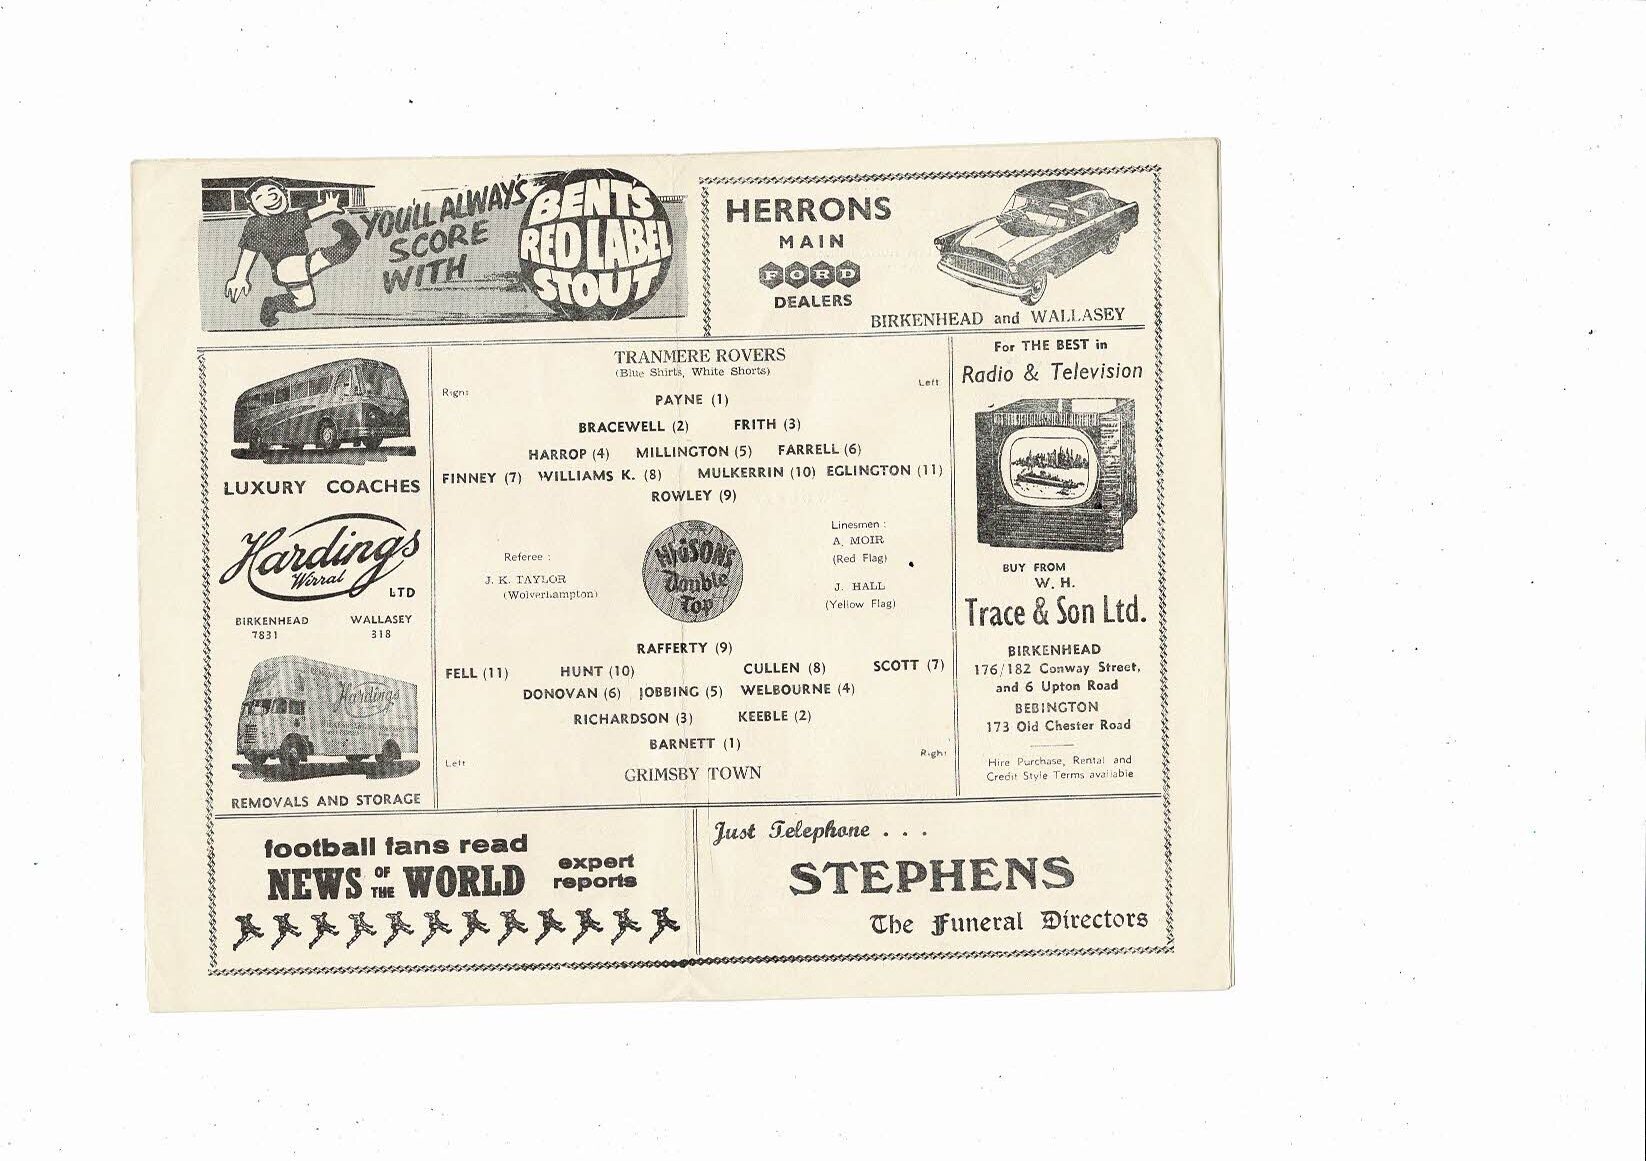 YOU'LL ALWAY'S
SCORE
WITH
BENT'S
RED LABEL
STOUT
HERRONS
MAIN
FORD
DEALERS
BIRKENHEAD and WALLASEY
LUXURY COACHES
Hardings
Wirral
LTD
BIRKENHEAD WALLASEY
7831 318
Hardings
REMOVALS AND STORAGE
TRANMERE ROVERS
(Blue Shirts, White Shorts)
Right Left
PAYNE (1)
BRACEWELL (2) FRITH (3)
HARROP (4) MILLINGTON (5) FARRELL (6)
FINNEY (7) WILLIAMS K. (8) MULKERRIN (10) EGLINGTON (11)
ROWLEY (9)
Referee :
J. K. TAYLOR
(Wolverhampton)
HIGSONS
Double
Top
Linesmen :
A. MOIR
(Red Flag)
J. HALL
(Yellow Flag)
RAFFERTY (9)
FELL (11) HUNT (10) CULLEN (8) SCOTT (7)
DONOVAN (6) JOBBING (5) WELBOURNE (4)
RICHARDSON (3) KEEBLE (2)
BARNETT (1)
Left Right
GRIMSBY TOWN
For THE BEST in
Radio & Television
BUY FROM
W. H.
Trace & Son Ltd.
BIRKENHEAD
176/182 Conway Street,
and 6 Upton Road
BEBINGTON
173 Old Chester Road
Hire Purchase, Rental and
Credit Style Terms available
football fans read
NEWS OF THE WORLD
expert
reports
Just Telephone . . .
STEPHENS
The Funeral Directors